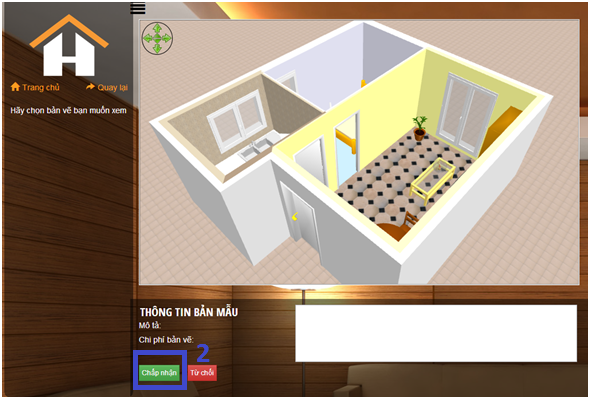 Trang chủ
Quay lại
Hãy chọn bản vẽ bạn muốn xem
THÔNG TIN BẢN MẪU
Mô tả:
Chi phí bản vẽ:
2
Chấp nhận
Từ chối